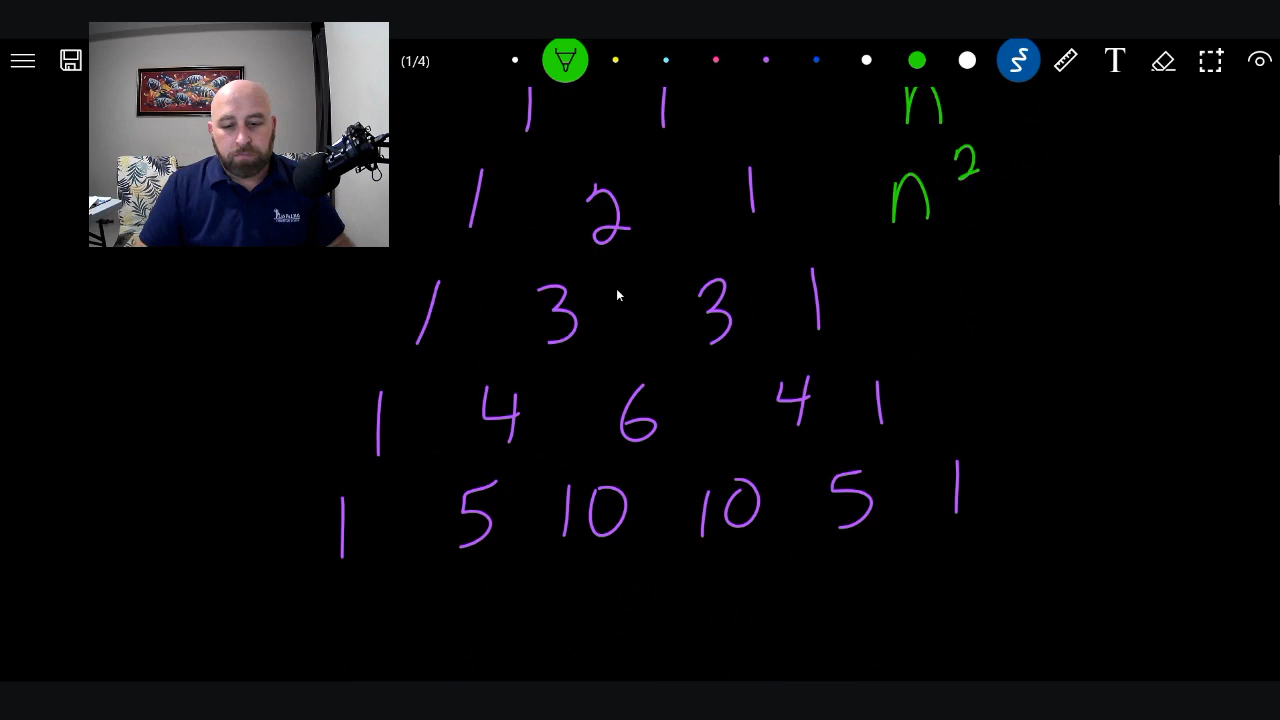 (1/4)
T
1 1 n
1 2 1 n²
1 3 3 1
1 4 6 4 1
1 5 10 10 5 1